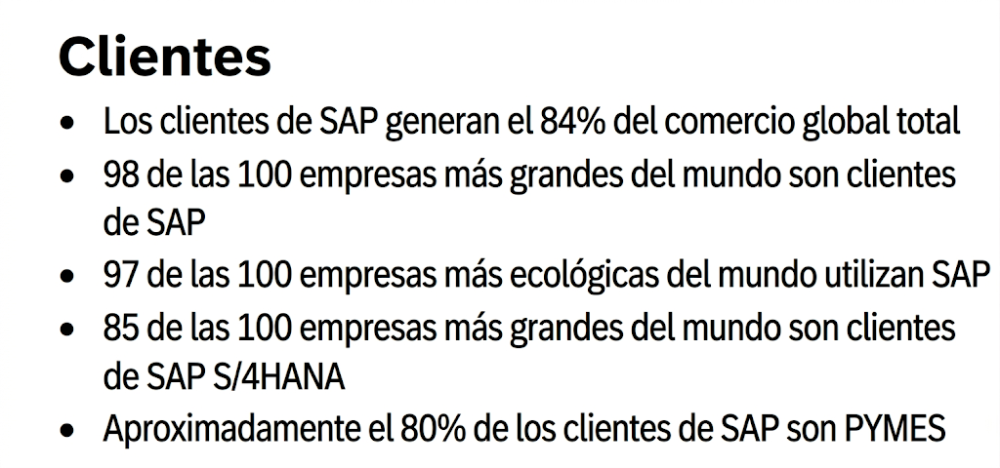 Clientes
• Los clientes de SAP generan el 84% del comercio global total
• 98 de las 100 empresas más grandes del mundo son clientes
de SAP
• 97 de las 100 empresas más ecológicas del mundo utilizan SAP
• 85 de las 100 empresas más grandes del mundo son clientes
de SAP S/4HANA
• Aproximadamente el 80% de los clientes de SAP son PYMES